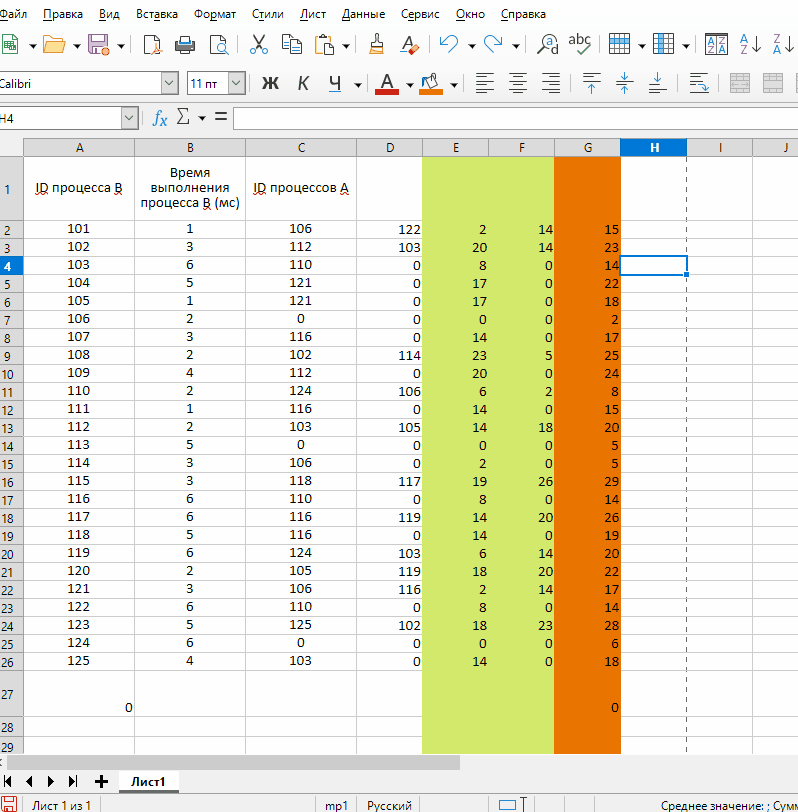 Файл Правка Вид Вставка Формат Стили Лист Данные Сервис Окно Справка
Calibri 11 пт Ж К Ч А
H4 fx Σ =
A B C D E F G H I J
1 ID процесса B Время выполнения процесса B (мс) ID процессов A
2 101 1 106 122 2 14 15
3 102 3 112 103 20 14 23
4 103 6 110 0 8 0 14
5 104 5 121 0 17 0 22
6 105 1 121 0 17 0 18
7 106 2 0 0 0 0 2
8 107 3 116 0 14 0 17
9 108 2 102 114 23 5 25
10 109 4 112 0 20 0 24
11 110 2 124 106 6 2 8
12 111 1 116 0 14 0 15
13 112 2 103 105 14 18 20
14 113 5 0 0 0 0 5
15 114 3 106 0 2 0 5
16 115 3 118 117 19 26 29
17 116 6 110 0 8 0 14
18 117 6 116 119 14 20 26
19 118 5 116 0 14 0 19
20 119 6 124 103 6 14 20
21 120 2 105 119 18 20 22
22 121 3 106 116 2 14 17
23 122 6 110 0 8 0 14
24 123 5 125 102 18 23 28
25 124 6 0 0 0 0 6
26 125 4 103 0 14 0 18
27 0 0
28
29
Лист1
Лист 1 из 1 mp1 Русский Среднее значение: ; Сумм